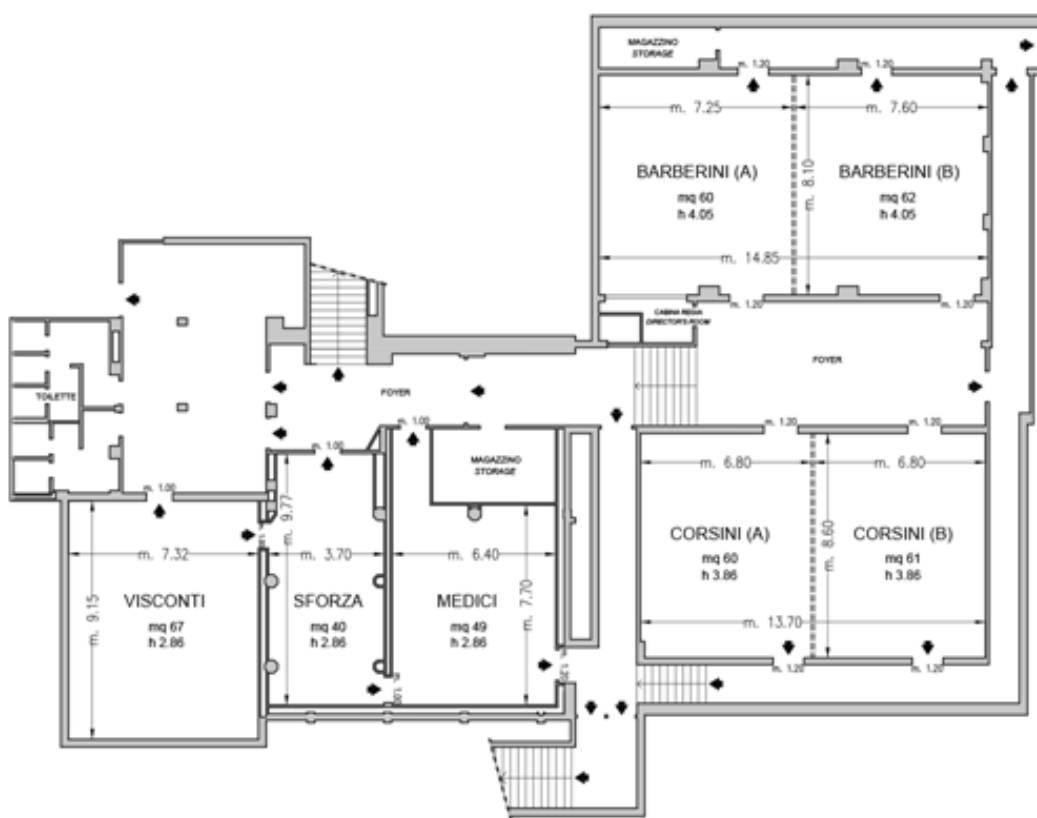 MAGAZZINO
STORAGE
m. 1.20
m. 1.20
m. 7.25
m. 7.60
BARBERINI (A)
mq 60
h 4.05
m. 8.10
BARBERINI (B)
mq 62
h 4.05
m. 14.85
m. 1.20
m. 1.20
CABINA REGIA
DIRECTOR'S ROOM
FOYER
FOYER
TOILETTE
m. 1.00
m. 1.00
m. 1.20
m. 1.20
MAGAZZINO
STORAGE
m. 6.80
m. 6.80
CORSINI (A)
mq 60
h 3.86
m. 8.60
CORSINI (B)
mq 61
h 3.86
m. 13.70
m. 1.20
m. 1.20
m. 1.00
m. 7.32
m. 9.15
VISCONTI
mq 67
h 2.86
m. 9.77
m. 3.70
SFORZA
mq 40
h 2.86
m. 6.40
m. 7.70
MEDICI
mq 49
h 2.86
m. 1.00
m. 1.20